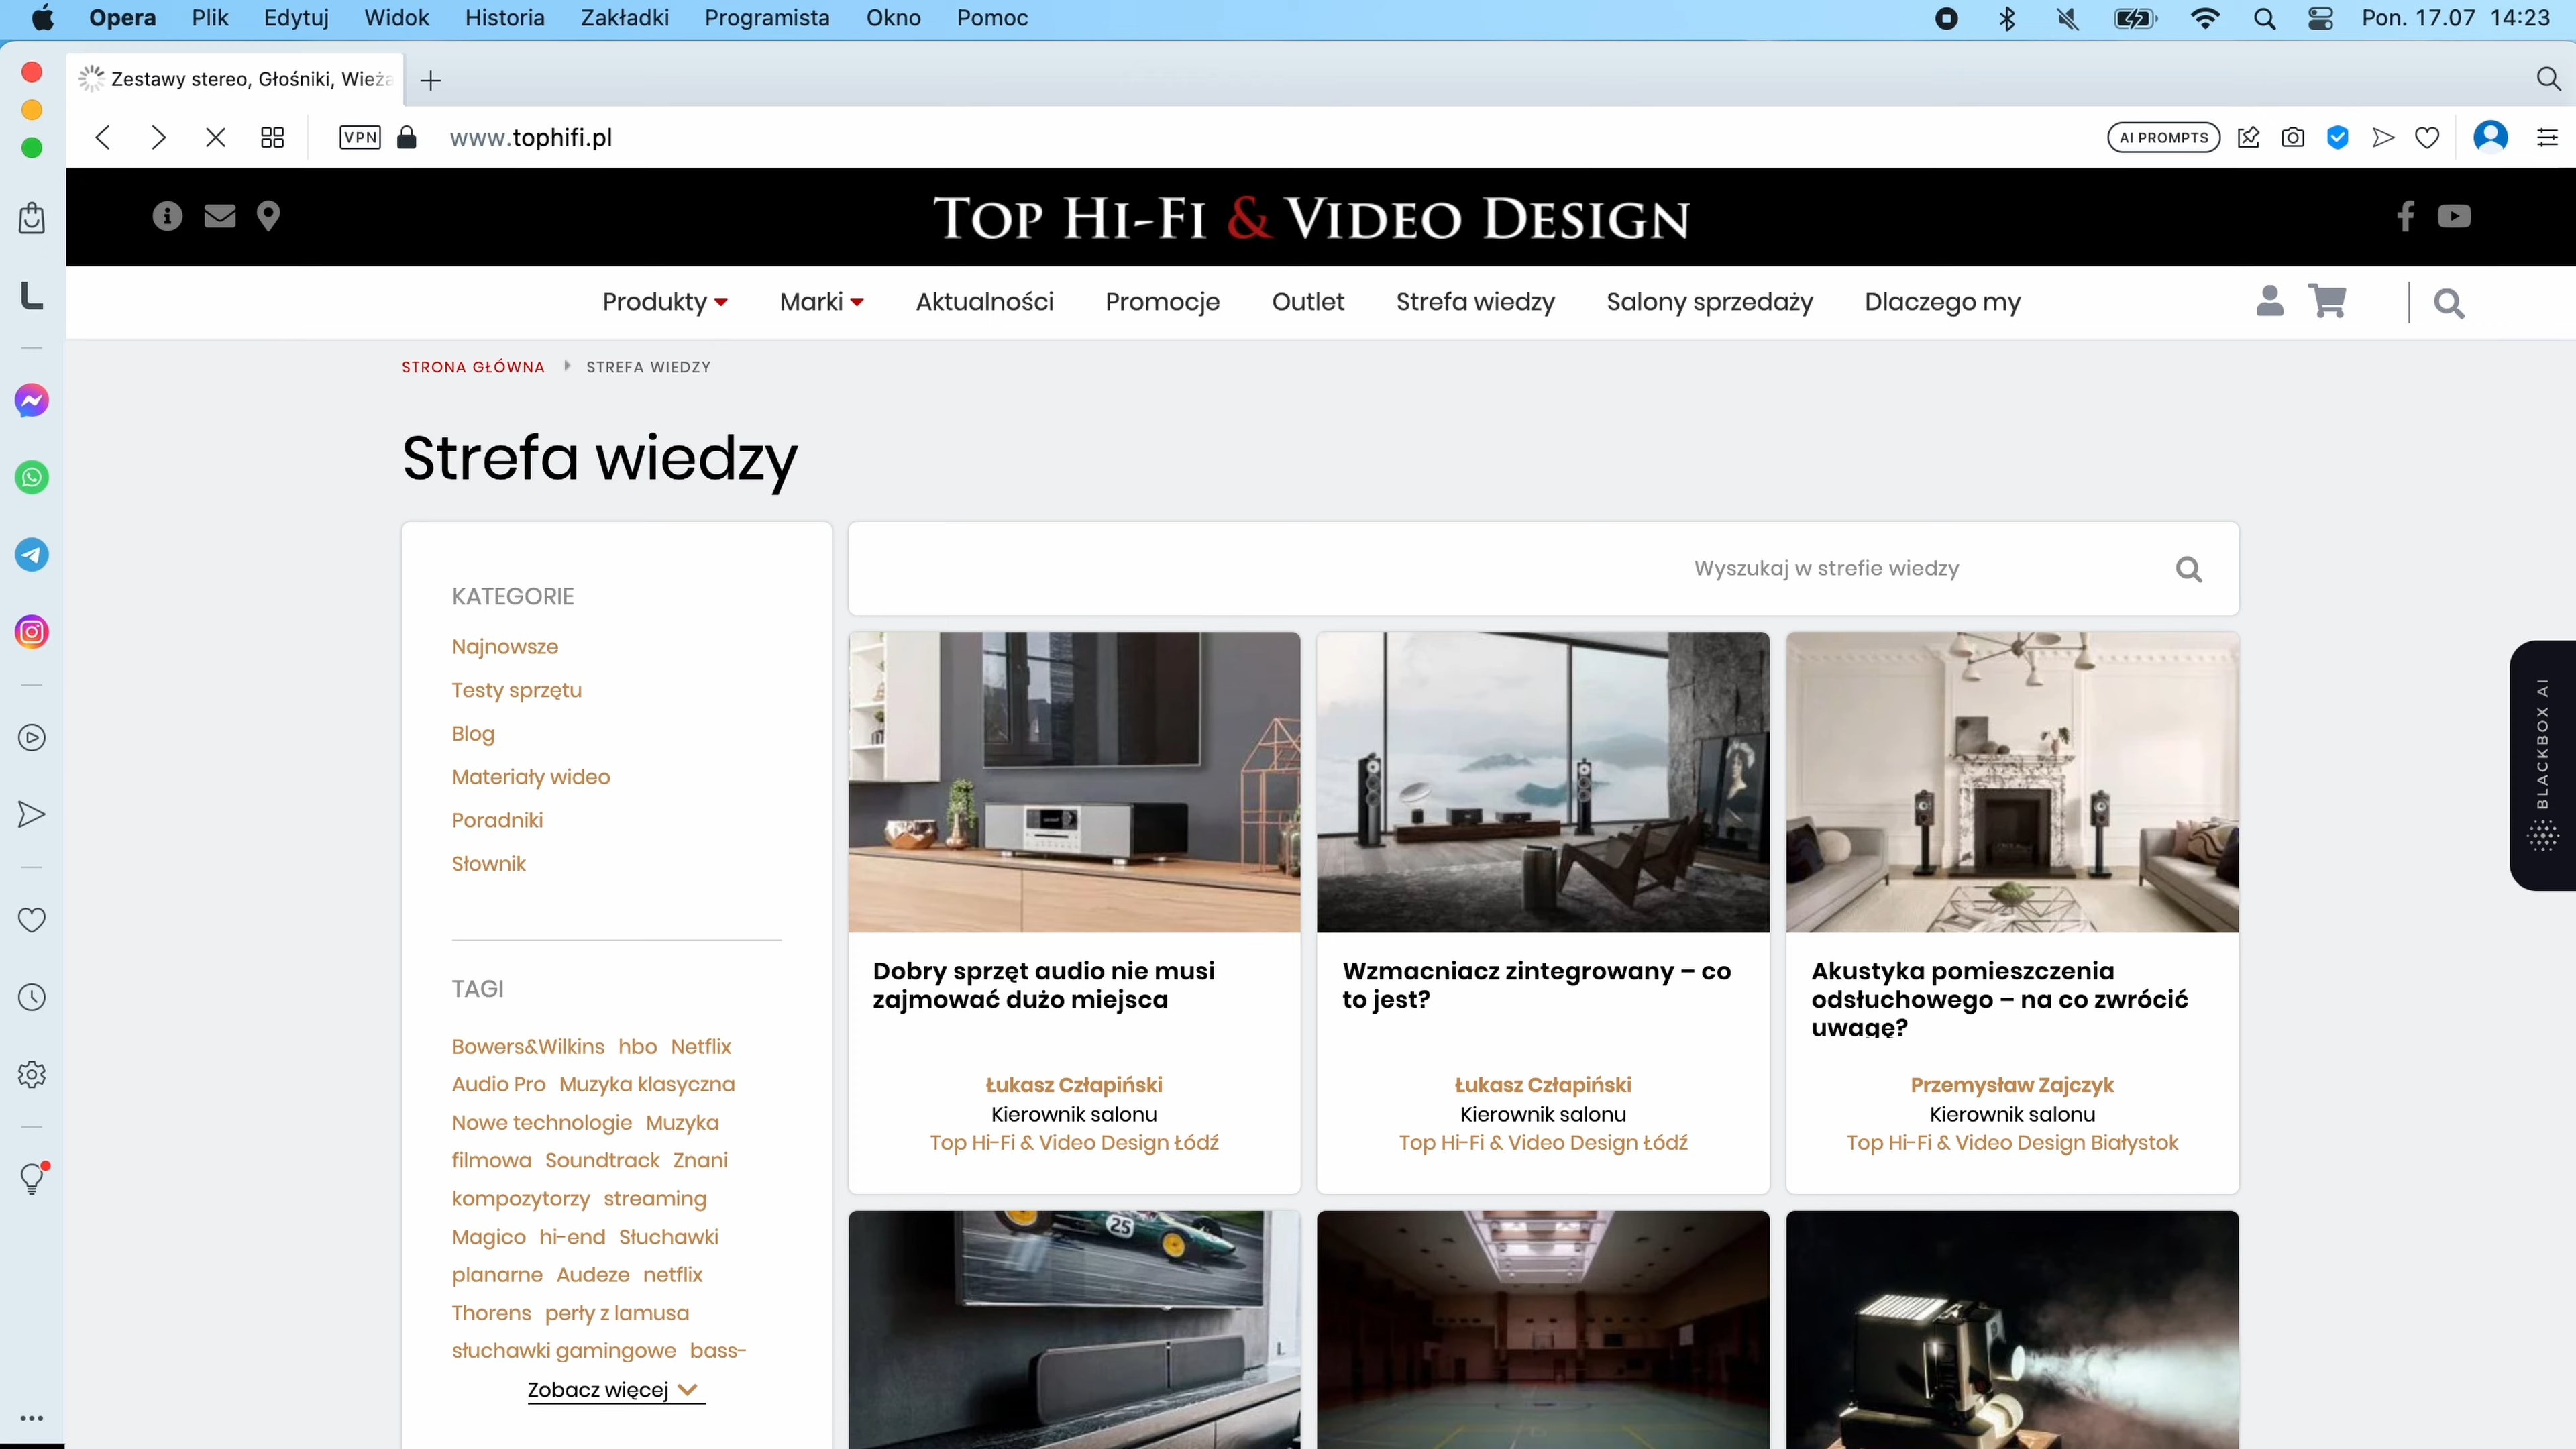 Opera Plik Edytuj Widok Historia Zakładki Programista Okno Pomoc Pon. 17.07 14:23
Zestawy stereo, Głośniki, Wieża
VPN www.tophifi.pl AI PROMPTS
TOP HI-FI & VIDEO DESIGN
Produkty Marki Aktualności Promocje Outlet Strefa wiedzy Salony sprzedaży Dlaczego my
STRONA GŁÓWNA STREFA WIEDZY
Strefa wiedzy
KATEGORIE
Najnowsze
Testy sprzętu
Blog
Materiały wideo
Poradniki
Słownik
TAGI
Bowers&Wilkins hbo Netflix
Audio Pro Muzyka klasyczna
Nowe technologie Muzyka
filmowa Soundtrack Znani
kompozytorzy streaming
Magico hi-end Słuchawki
planarne Audeze netflix
Thorens perły z lamusa
słuchawki gamingowe bass-
Zobacz więcej
Wyszukaj w strefie wiedzy
Dobry sprzęt audio nie musi
zajmować dużo miejsca
Łukasz Człapiński
Kierownik salonu
Top Hi-Fi & Video Design Łódź
Wzmacniacz zintegrowany – co
to jest?
Łukasz Człapiński
Kierownik salonu
Top Hi-Fi & Video Design Łódź
Akustyka pomieszczenia
odsłuchowego – na co zwrócić
uwagę?
Przemysław Zajczyk
Kierownik salonu
Top Hi-Fi & Video Design Białystok
25
BLACKBOX AI